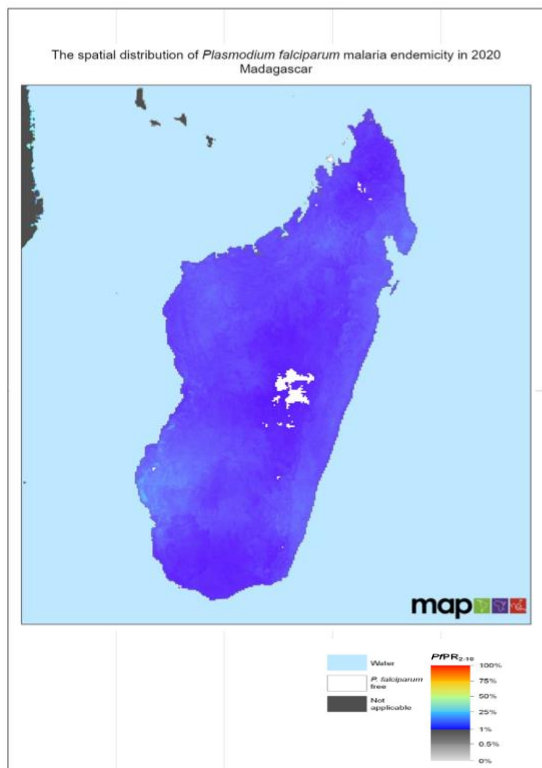 The spatial distribution of Plasmodium falciparum malaria endemicity in 2020
Madagascar
map
Water
P. falciparum
free
Not
applicable
PfPR2-10
100%
75%
50%
25%
1%
0.5%
0%